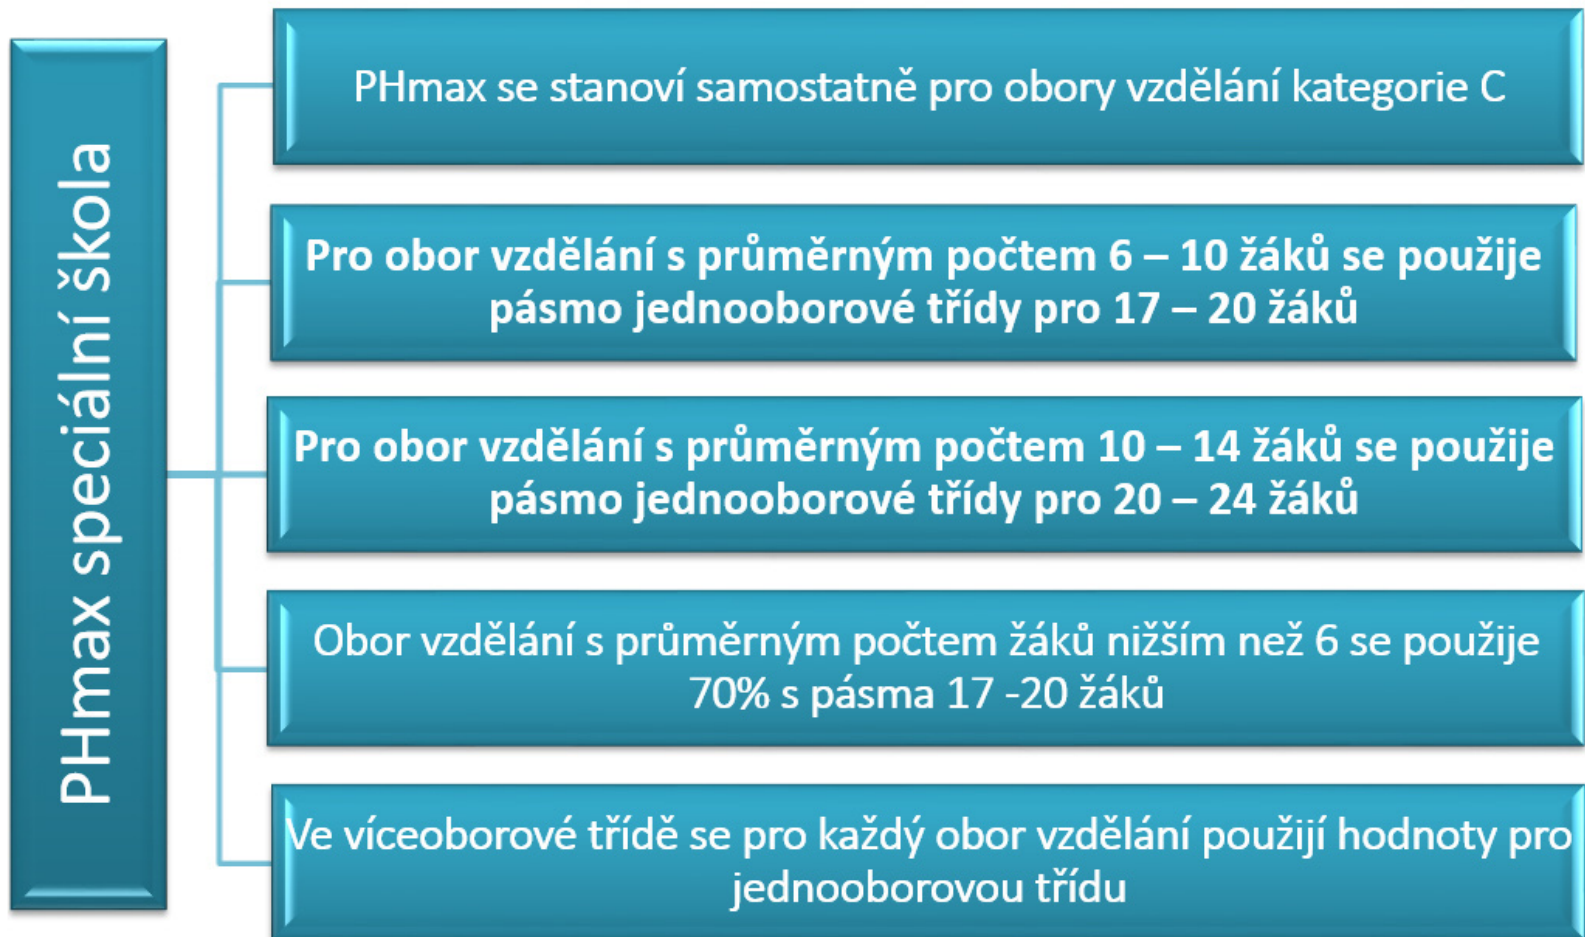 PHmax speciální škola
PHmax se stanoví samostatně pro obory vzdělání kategorie C
Pro obor vzdělání s průměrným počtem 6 – 10 žáků se použije
pásmo jednooborové třídy pro 17 – 20 žáků
Pro obor vzdělání s průměrným počtem 10 – 14 žáků se použije
pásmo jednooborové třídy pro 20 – 24 žáků
Obor vzdělání s průměrným počtem žáků nižším než 6 se použije
70% s pásma 17 -20 žáků
Ve víceoborové třídě se pro každý obor vzdělání použijí hodnoty pro
jednooborovou třídu